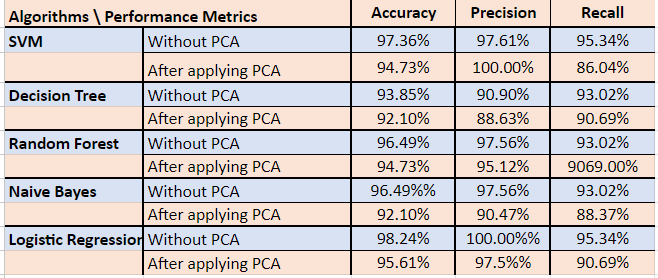 Algorithms \ Performance Metrics Accuracy Precision Recall
SVM Without PCA 97.36% 97.61% 95.34%
After applying PCA 94.73% 100.00% 86.04%
Decision Tree Without PCA 93.85% 90.90% 93.02%
After applying PCA 92.10% 88.63% 90.69%
Random Forest Without PCA 96.49% 97.56% 93.02%
After applying PCA 94.73% 95.12% 9069.00%
Naive Bayes Without PCA 96.49%% 97.56% 93.02%
After applying PCA 92.10% 90.47% 88.37%
Logistic Regression Without PCA 98.24% 100.00%% 95.34%
After applying PCA 95.61% 97.5%% 90.69%